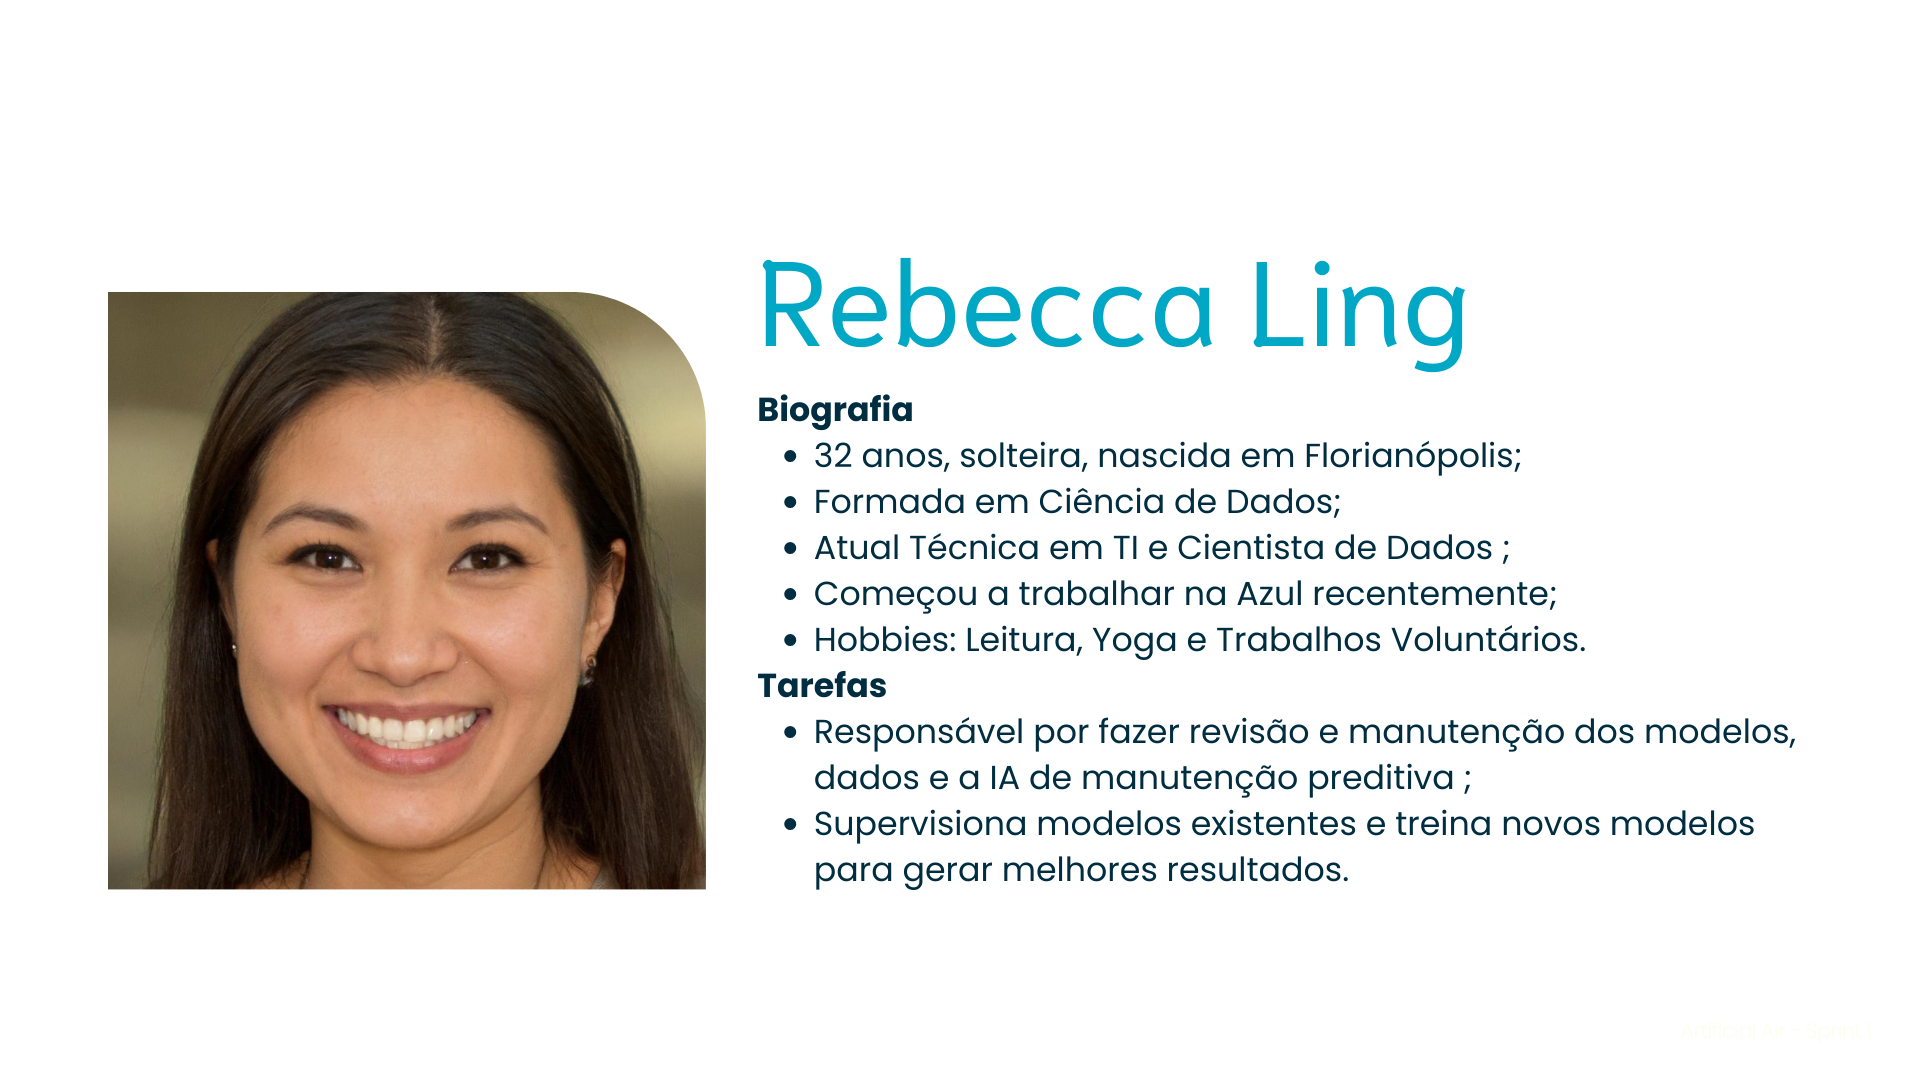 Rebecca Ling
Biografia
• 32 anos, solteira, nascida em Florianópolis;
• Formada em Ciência de Dados;
• Atual Técnica em TI e Cientista de Dados ;
• Começou a trabalhar na Azul recentemente;
• Hobbies: Leitura, Yoga e Trabalhos Voluntários.
Tarefas
• Responsável por fazer revisão e manutenção dos modelos,
dados e a IA de manutenção preditiva ;
• Supervisiona modelos existentes e treina novos modelos
para gerar melhores resultados.